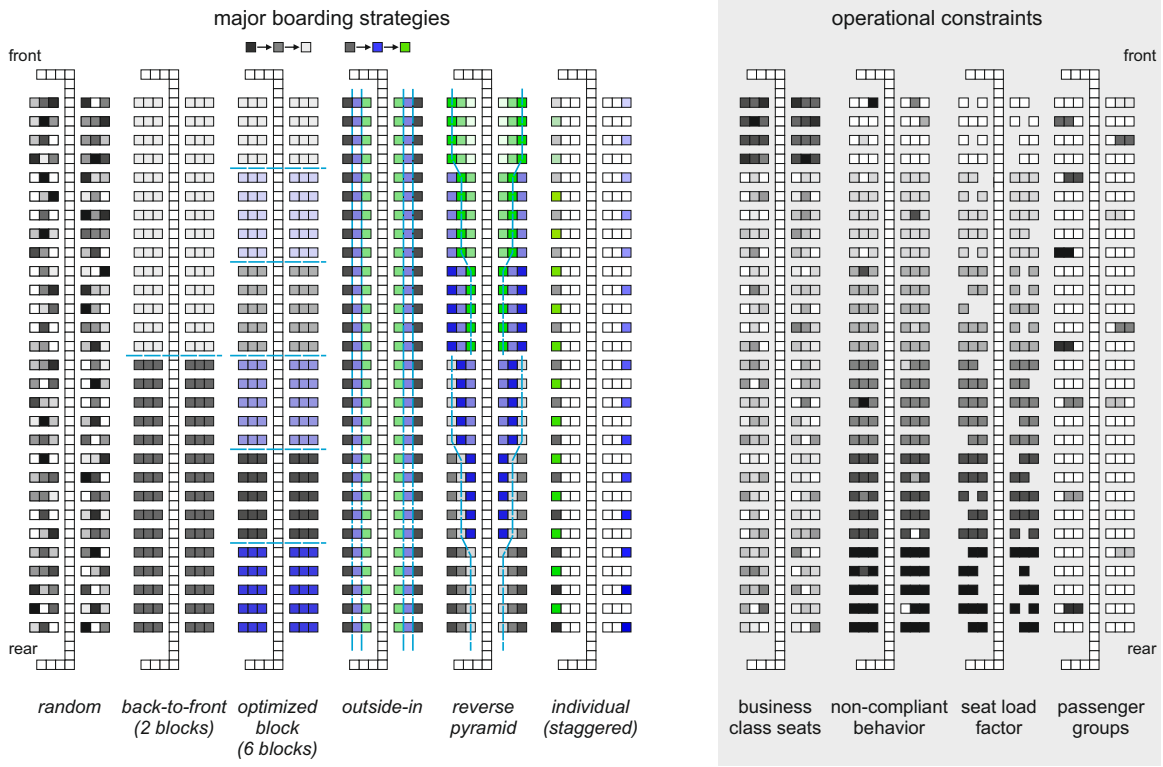 major boarding strategies
operational constraints
front
front
rear
rear
random
back-to-front
(2 blocks)
optimized
block
(6 blocks)
outside-in
reverse
pyramid
individual
(staggered)
business
class seats
non-compliant
behavior
seat load
factor
passenger
groups